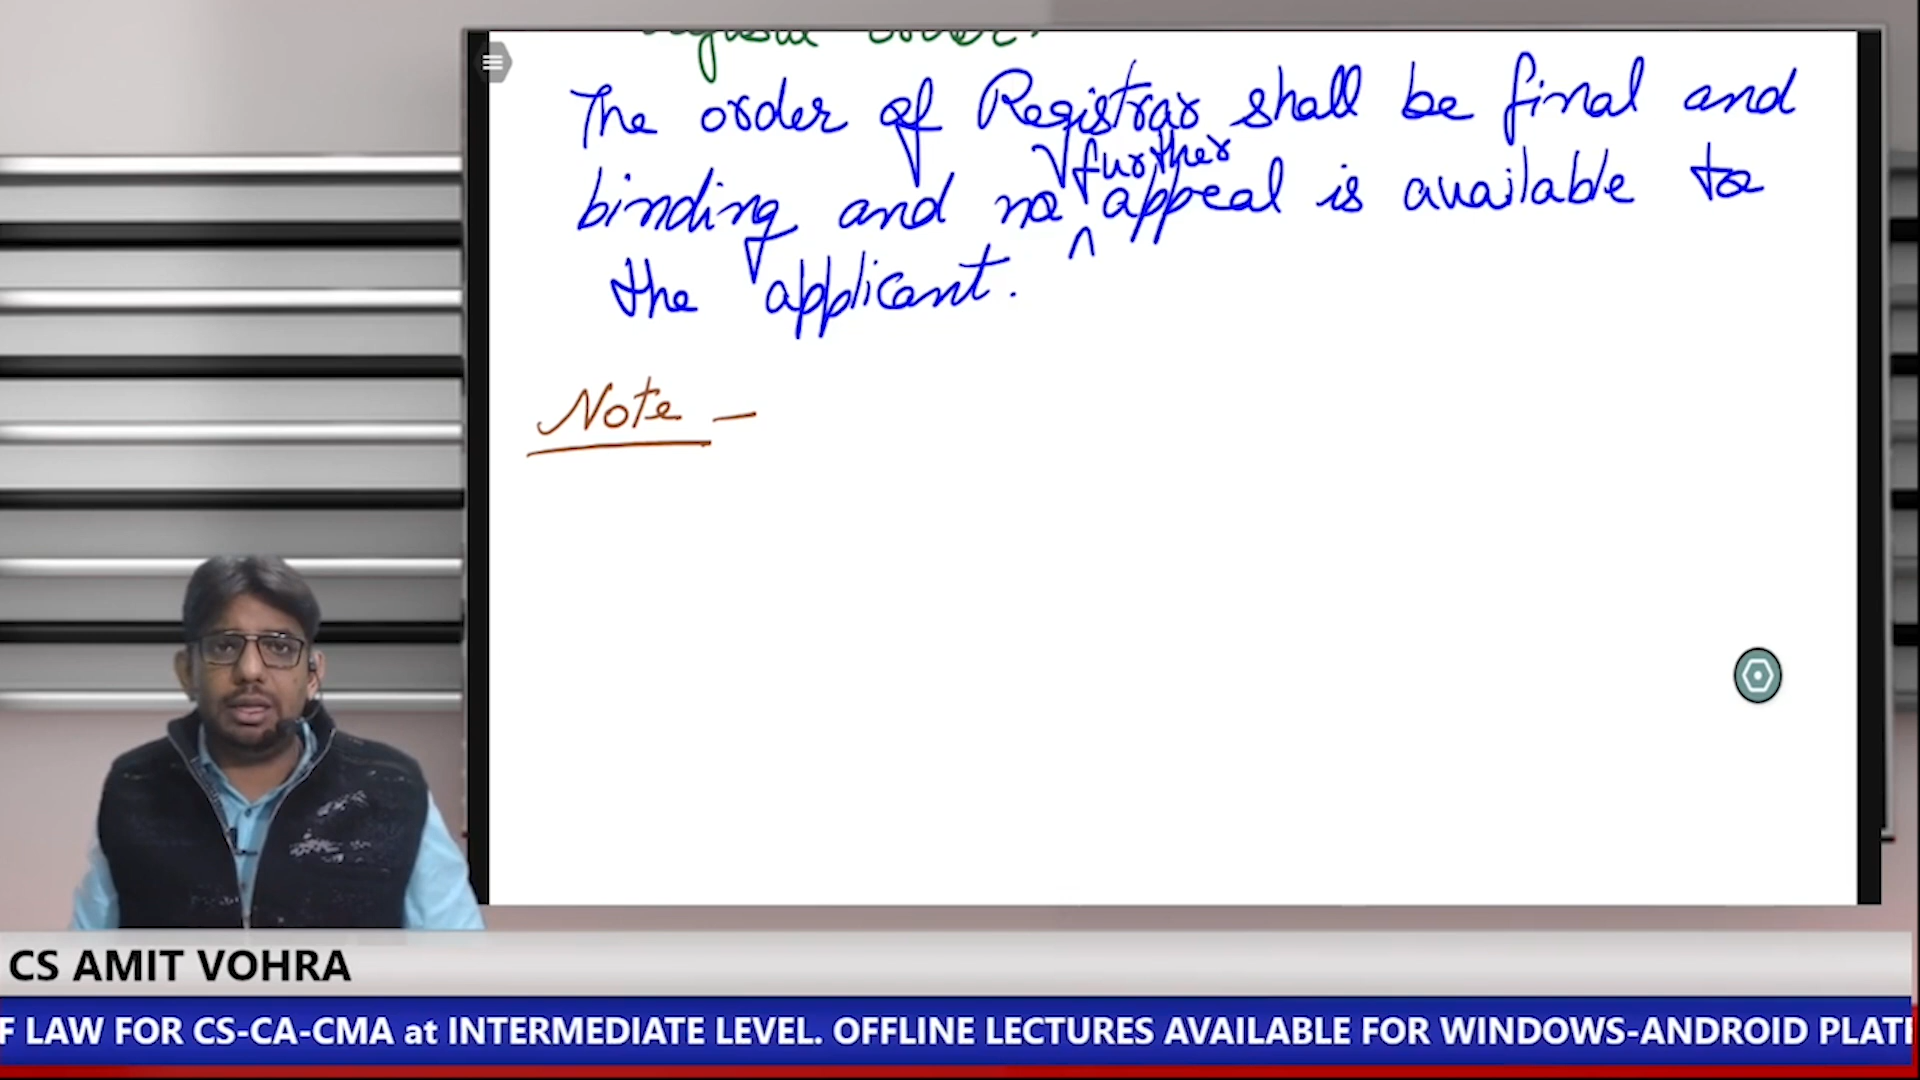 The order of Registrar shall be final and
further
binding and no ^ appeal is available to
the applicant.
Note –
CS AMIT VOHRA
F LAW FOR CS-CA-CMA at INTERMEDIATE LEVEL. OFFLINE LECTURES AVAILABLE FOR WINDOWS-ANDROID PLAT